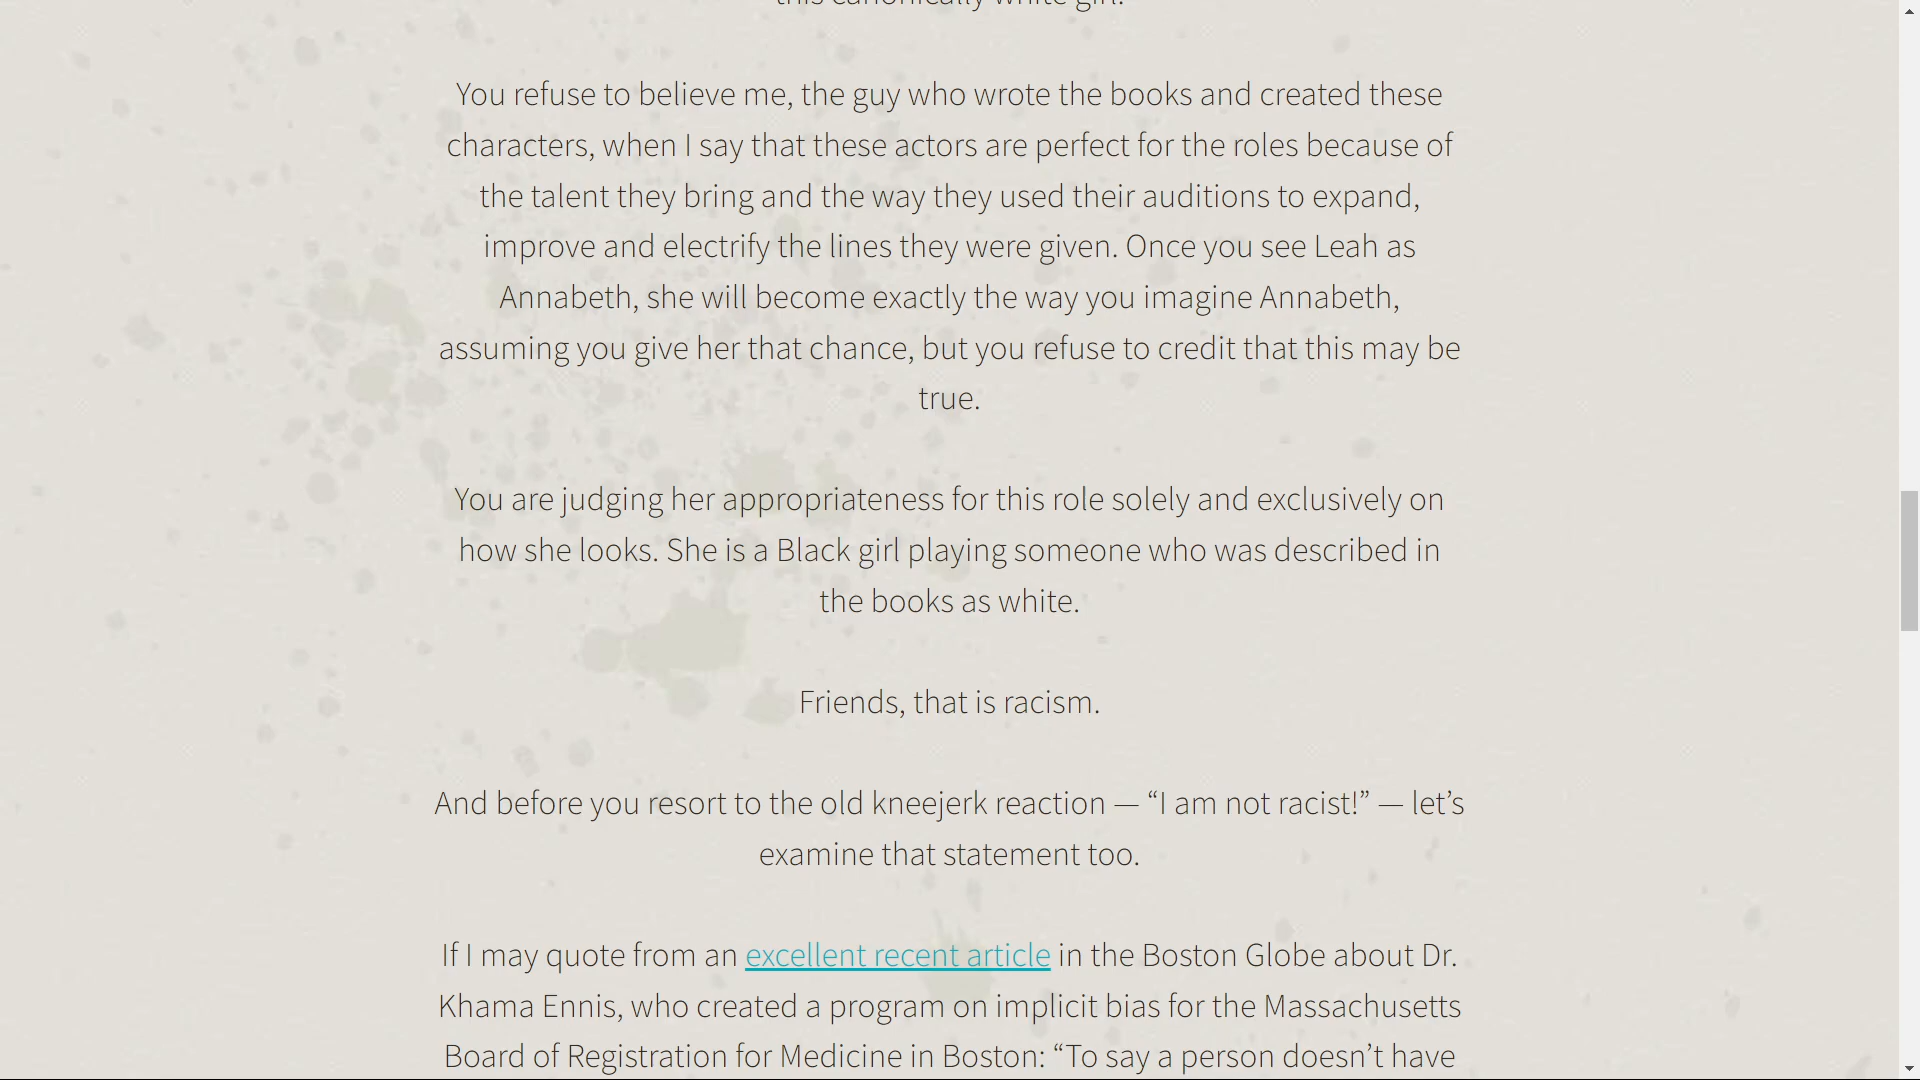 this canonically white girl.
You refuse to believe me, the guy who wrote the books and created these
characters, when I say that these actors are perfect for the roles because of
the talent they bring and the way they used their auditions to expand,
improve and electrify the lines they were given. Once you see Leah as
Annabeth, she will become exactly the way you imagine Annabeth,
assuming you give her that chance, but you refuse to credit that this may be
true.
You are judging her appropriateness for this role solely and exclusively on
how she looks. She is a Black girl playing someone who was described in
the books as white.
Friends, that is racism.
And before you resort to the old kneejerk reaction — “I am not racist!” — let’s
examine that statement too.
If I may quote from an excellent recent article in the Boston Globe about Dr.
Khama Ennis, who created a program on implicit bias for the Massachusetts
Board of Registration for Medicine in Boston: “To say a person doesn’t have